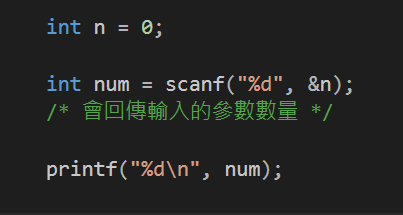 int n = 0;
int num = scanf("%d", &n);
/* 會回傳輸入的參數數量 */
printf("%d\n", num);